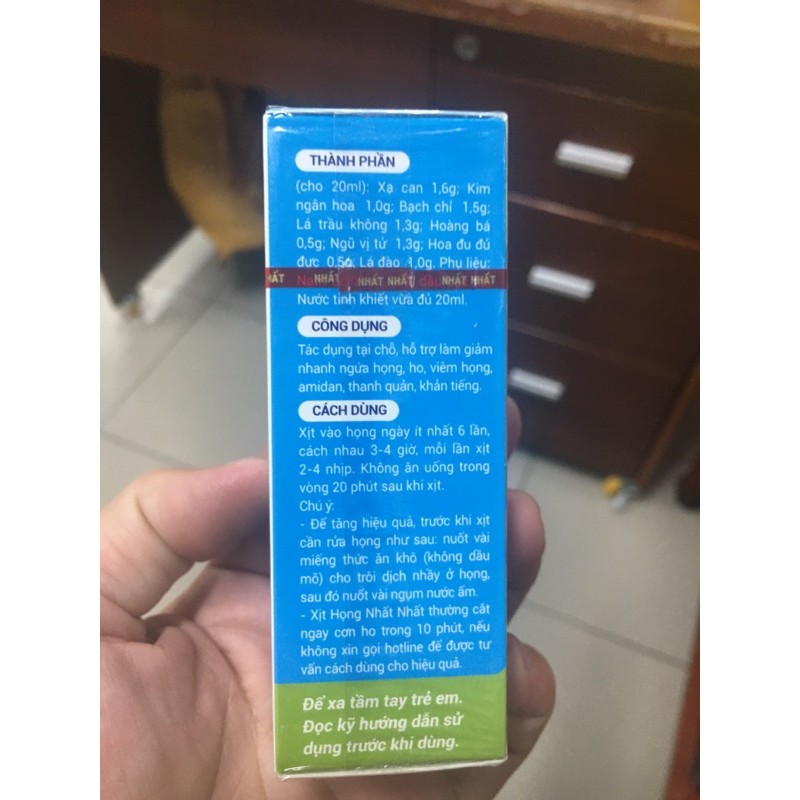 THÀNH PHẦN
(cho 20ml): Xạ can 1,6g; Kim
ngân hoa 1,0g; Bạch chỉ 1,5g;
Lá trầu không 1,3g; Hoàng bá
0,5g; Ngũ vị tử 1,3g; Hoa đu đủ
đực 0,5g; Lá đào 1,0g. Phụ liệu:
NHẤT NHẤT NHẤT NHẤT NHẤT NHẤT
Nước tinh khiết vừa đủ 20ml.
CÔNG DỤNG
Tác dụng tại chỗ, hỗ trợ làm giảm
nhanh ngứa họng, ho, viêm họng,
amidan, thanh quản, khản tiếng.
CÁCH DÙNG
Xịt vào họng ngày ít nhất 6 lần,
cách nhau 3-4 giờ, mỗi lần xịt
2-4 nhịp. Không ăn uống trong
vòng 20 phút sau khi xịt.
Chú ý:
- Để tăng hiệu quả, trước khi xịt
cần rửa họng như sau: nuốt vài
miếng thức ăn khô (không dầu
mỡ) cho trôi dịch nhầy ở họng,
sau đó nuốt vài ngụm nước ấm.
- Xịt Họng Nhất Nhất thường cắt
ngay cơn ho trong 10 phút, nếu
không xin gọi hotline để được tư
vấn cách dùng cho hiệu quả.
Để xa tầm tay trẻ em.
Đọc kỹ hướng dẫn sử
dụng trước khi dùng.